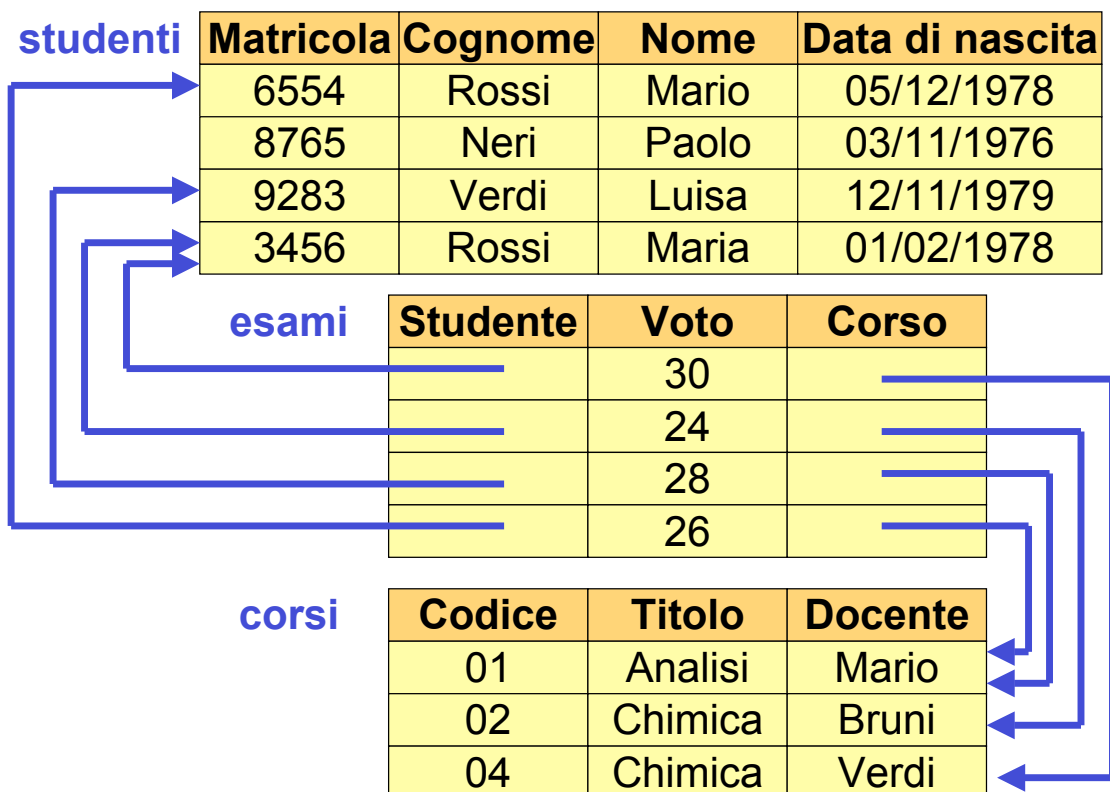 studenti Matricola Cognome Nome Data di nascita
6554 Rossi Mario 05/12/1978
8765 Neri Paolo 03/11/1976
9283 Verdi Luisa 12/11/1979
3456 Rossi Maria 01/02/1978
esami Studente Voto Corso
30
24
28
26
corsi Codice Titolo Docente
01 Analisi Mario
02 Chimica Bruni
04 Chimica Verdi